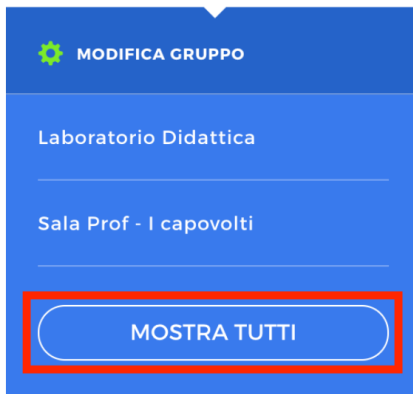 MODIFICA GRUPPO
Laboratorio Didattica
Sala Prof - I capovolti
MOSTRA TUTTI